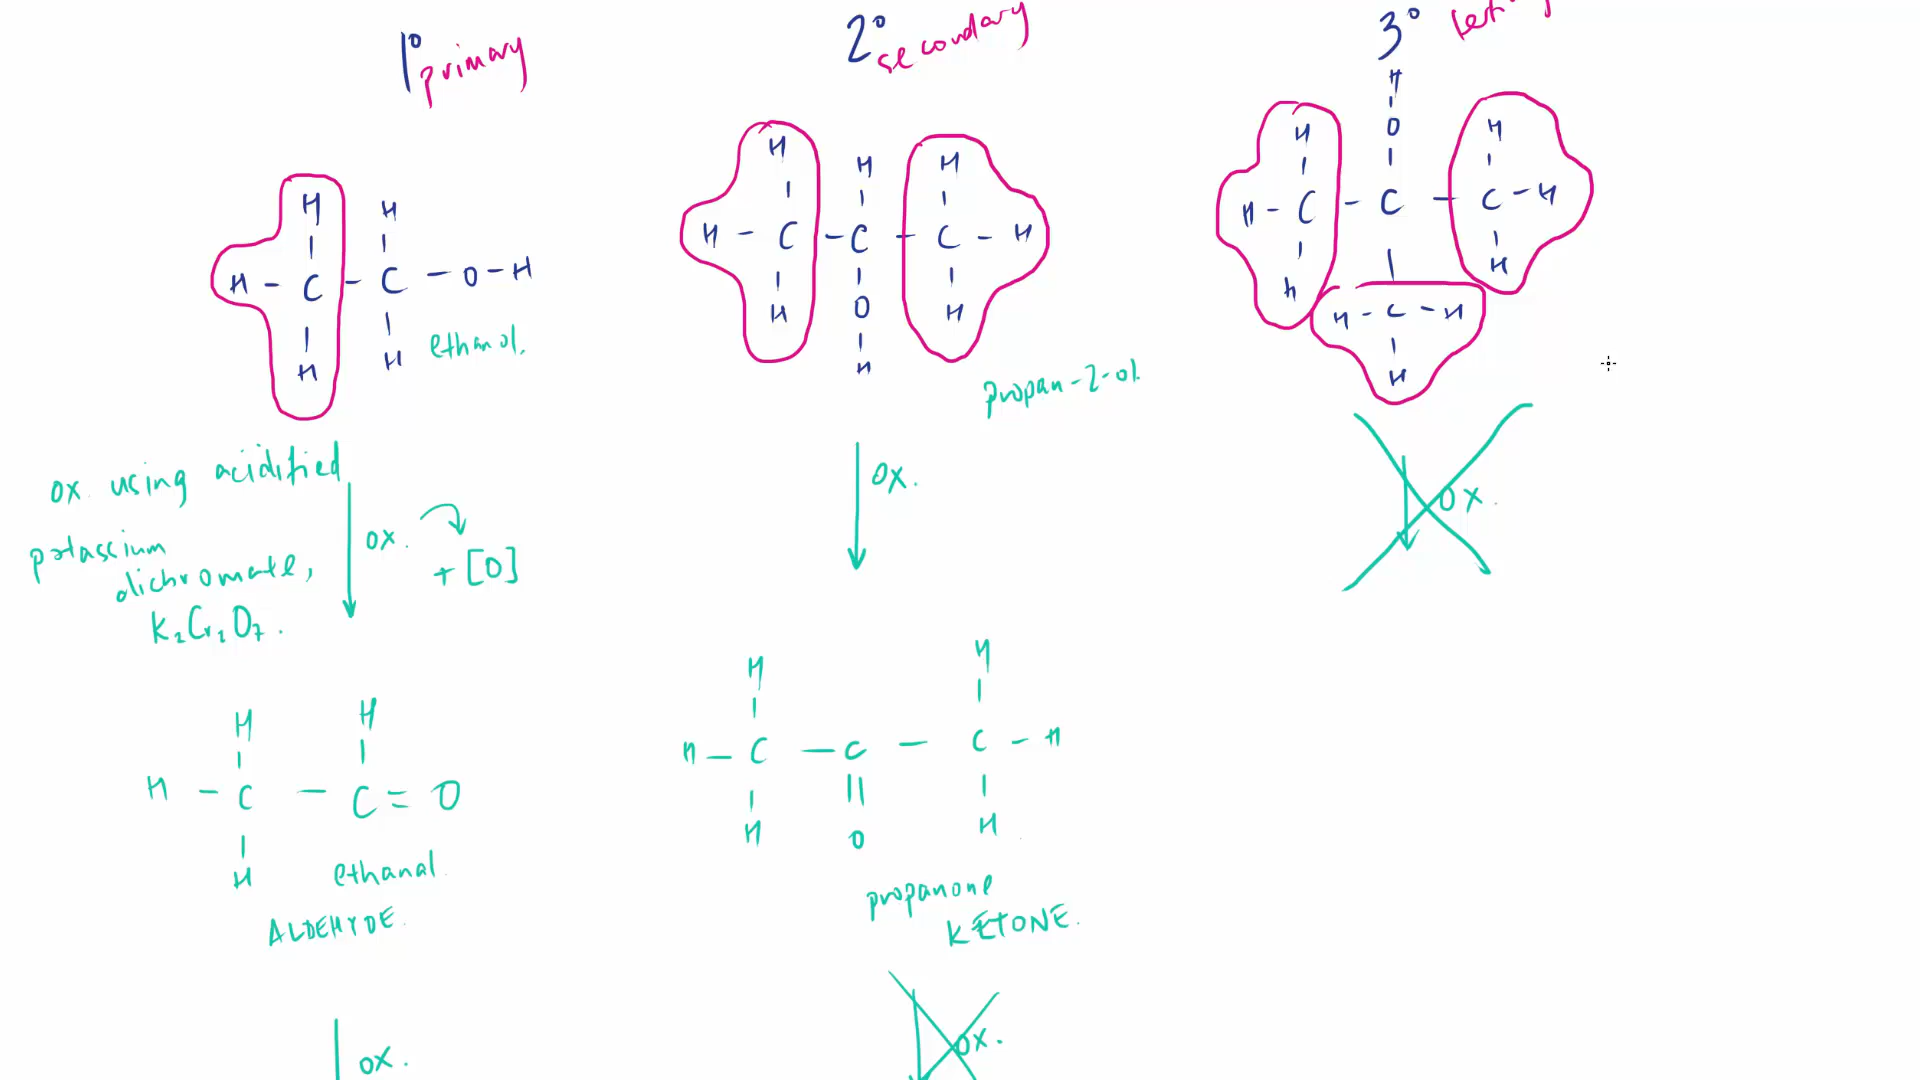 1° primary
2° secondary
3°
H
O
H H H H H H
H - C - C - O - H
H - C - C - C - H
H - C - C - C - H
H H
H O H
H
h H
H - C - H
H
ethanol.
propan-2-ol
ox. using acidified
potassium
dichromate,
K₂Cr₂O₇.
ox.
+ [O]
ox.
ox.
H H
H - C - C = O
H
ethanal
ALDEHYDE.
H H
H - C - C - C - H
H O H
propanone
KETONE.
ox.
ox.